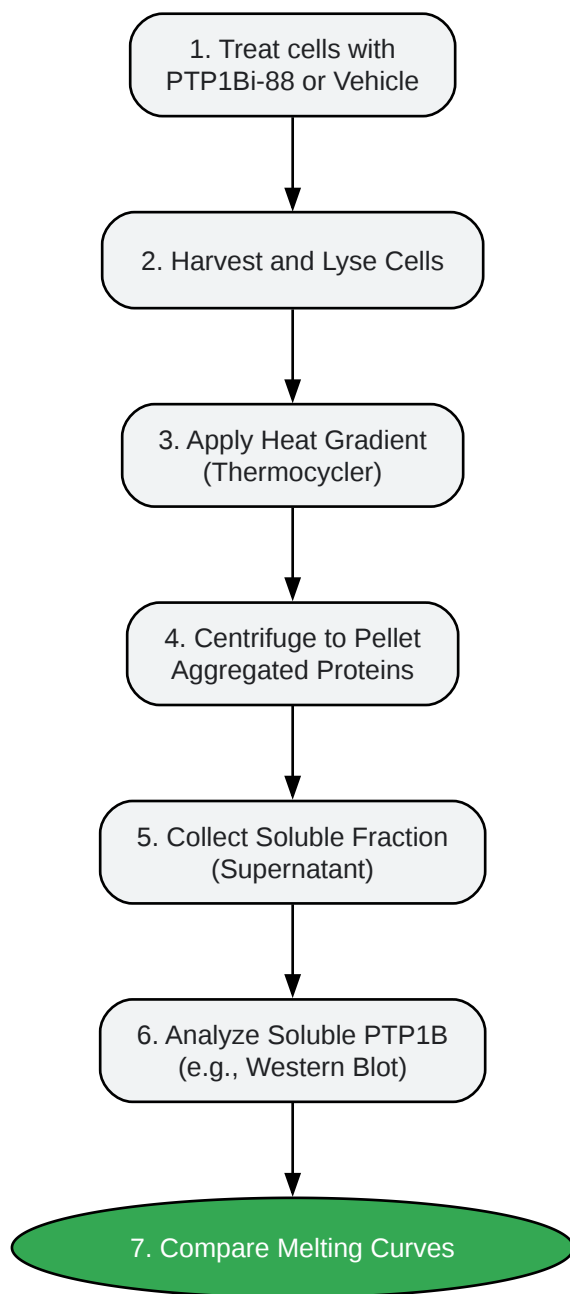 1. Treat cells with
PTP1Bi-88 or Vehicle
2. Harvest and Lyse Cells
3. Apply Heat Gradient
(Thermocycler)
4. Centrifuge to Pellet
Aggregated Proteins
5. Collect Soluble Fraction
(Supernatant)
6. Analyze Soluble PTP1B
(e.g., Western Blot)
7. Compare Melting Curves